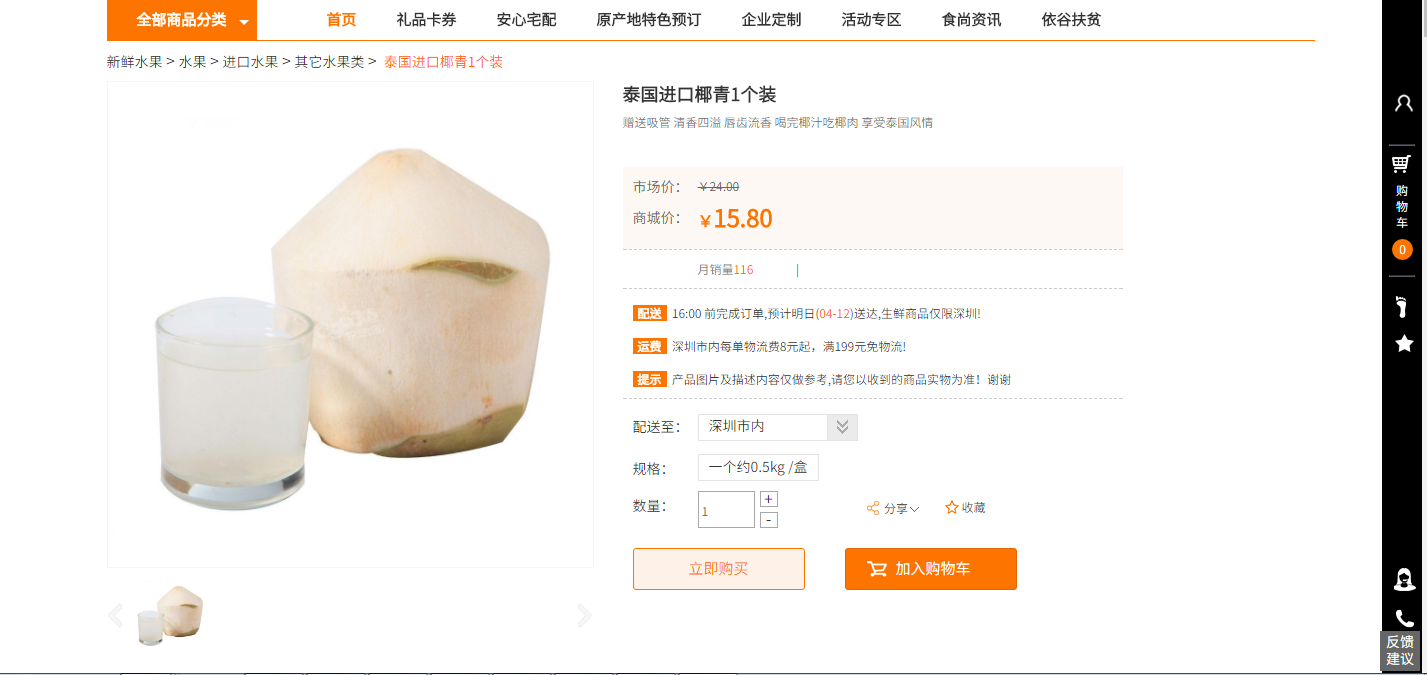 全部商品分类 首页 礼品卡券 安心宅配 原产地特色预订 企业定制 活动专区 食尚资讯 依谷扶贫
新鲜水果 > 水果 > 进口水果 > 其它水果类 > 泰国进口椰青1个装
泰国进口椰青1个装
赠送吸管 清香四溢 唇齿流香 喝完椰汁吃椰肉 享受泰国风情
市场价: ￥24.00
商城价: ￥15.80
月销量116
配送 16:00 前完成订单,预计明日(04-12)送达,生鲜商品仅限深圳!
运费 深圳市内每单物流费8元起，满199元免物流!
提示 产品图片及描述内容仅做参考,请您以收到的商品实物为准！谢谢
配送至: 深圳市内
规格: 一个约0.5kg /盒
数量: 1 + -
分享 收藏
立即购买 加入购物车
购
物
车
0
反馈
建议